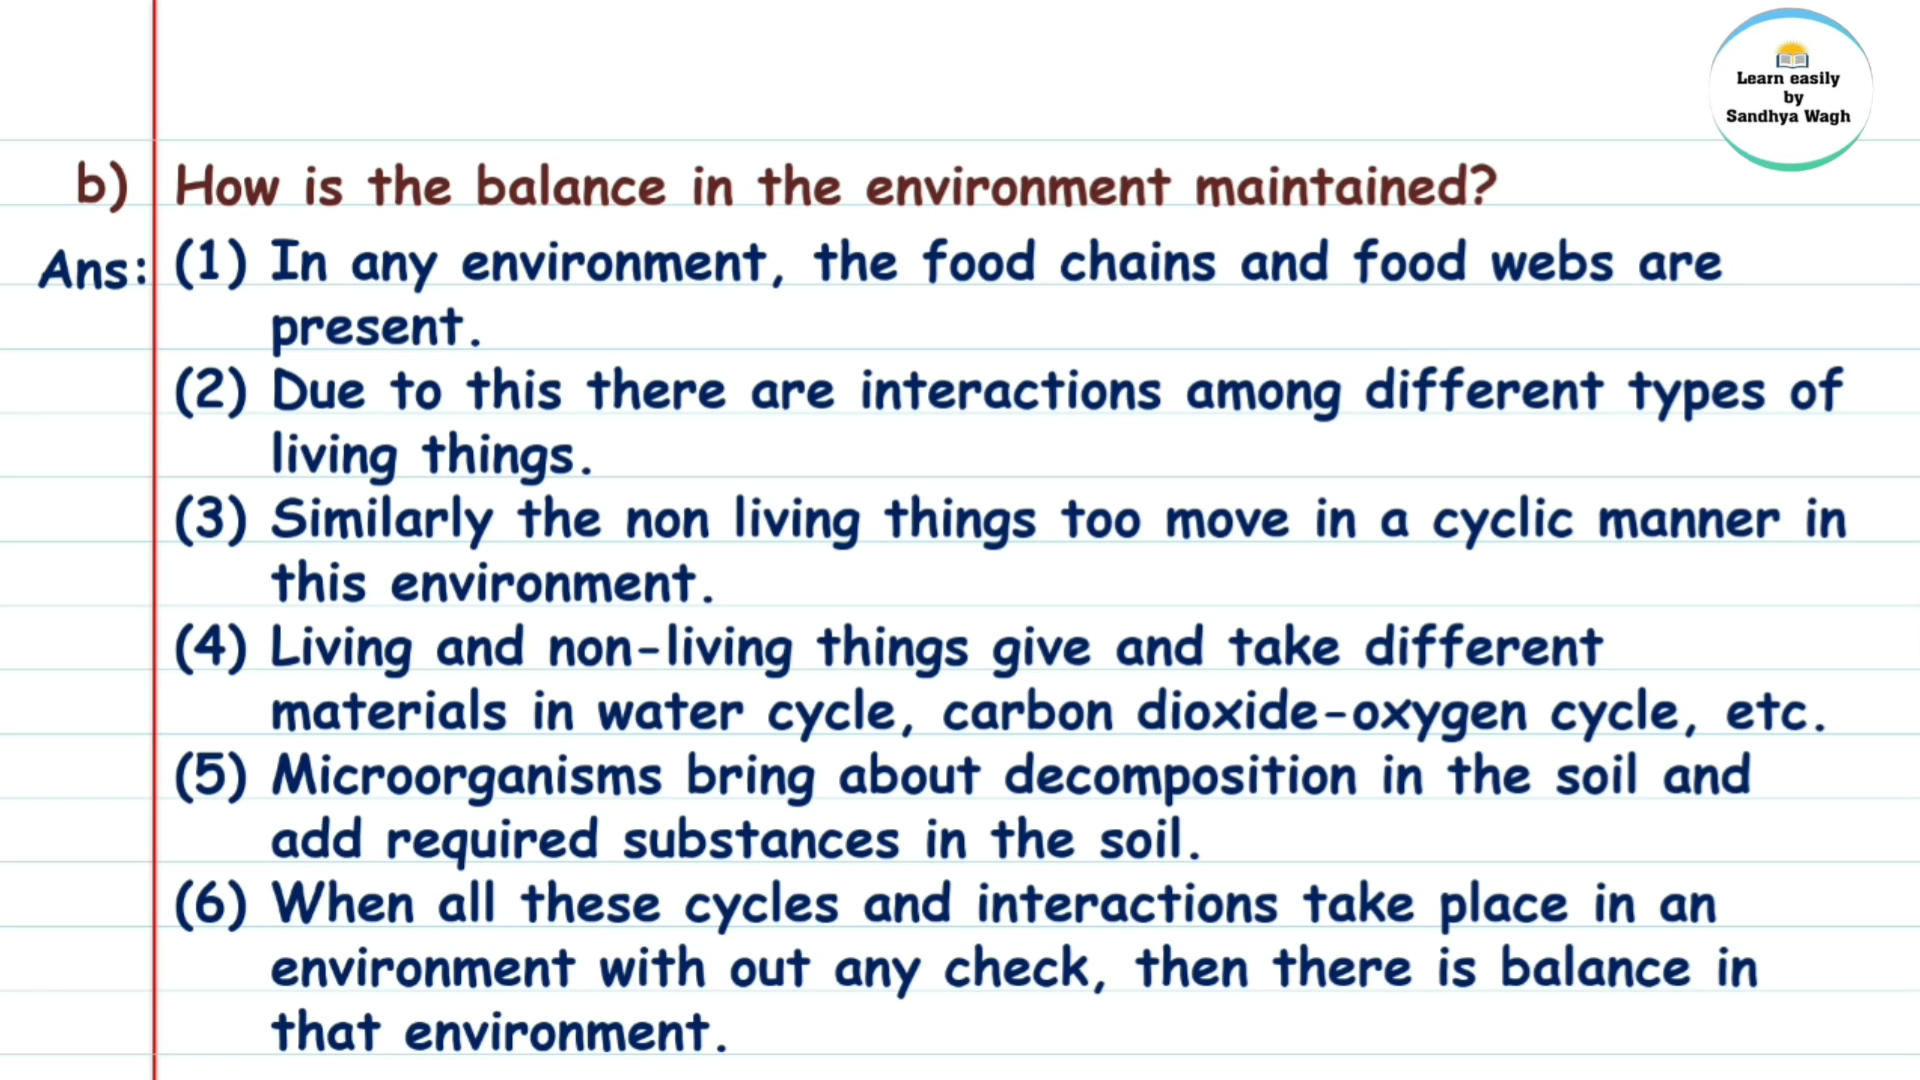 Learn easily
by
Sandhya Wagh
b) How is the balance in the environment maintained?
Ans: (1) In any environment, the food chains and food webs are
present.
(2) Due to this there are interactions among different types of
living things.
(3) Similarly the non living things too move in a cyclic manner in
this environment.
(4) Living and non-living things give and take different
materials in water cycle, carbon dioxide-oxygen cycle, etc.
(5) Microorganisms bring about decomposition in the soil and
add required substances in the soil.
(6) When all these cycles and interactions take place in an
environment with out any check, then there is balance in
that environment.